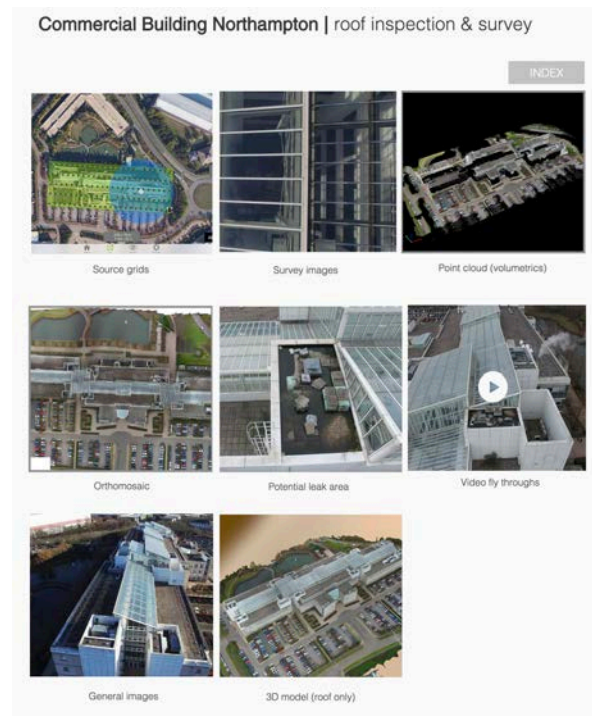 Commercial Building Northampton | roof inspection & survey
INDEX
Source grids
Survey images
Point cloud (volumetrics)
Orthomosaic
Potential leak area
Video fly throughs
General images
3D model (roof only)